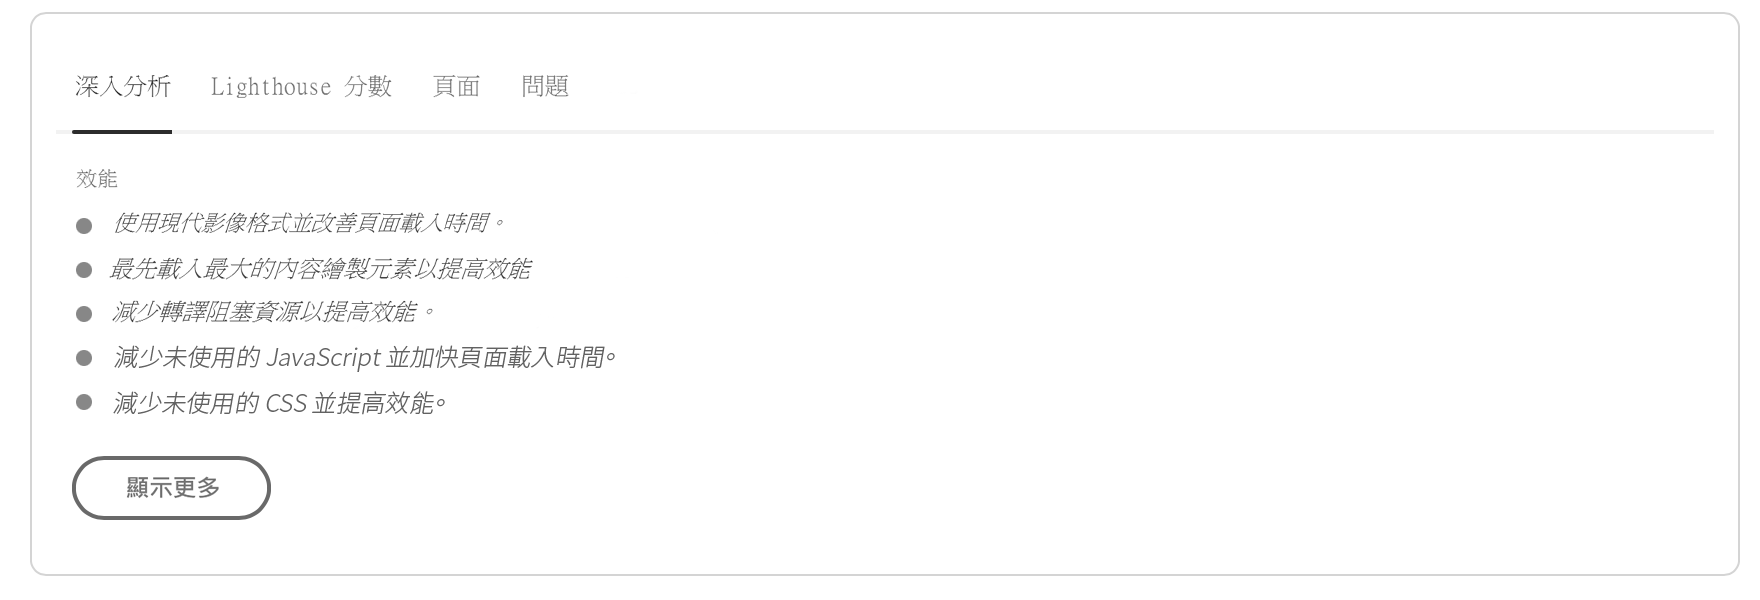 深入分析 Lighthouse 分數 頁面 問題
效能
使用現代影像格式並改善頁面載入時間。
最先載入最大的內容繪製元素以提高效能
減少轉譯阻塞資源以提高效能。
減少未使用的 JavaScript 並加快頁面載入時間。
減少未使用的 CSS 並提高效能。
顯示更多